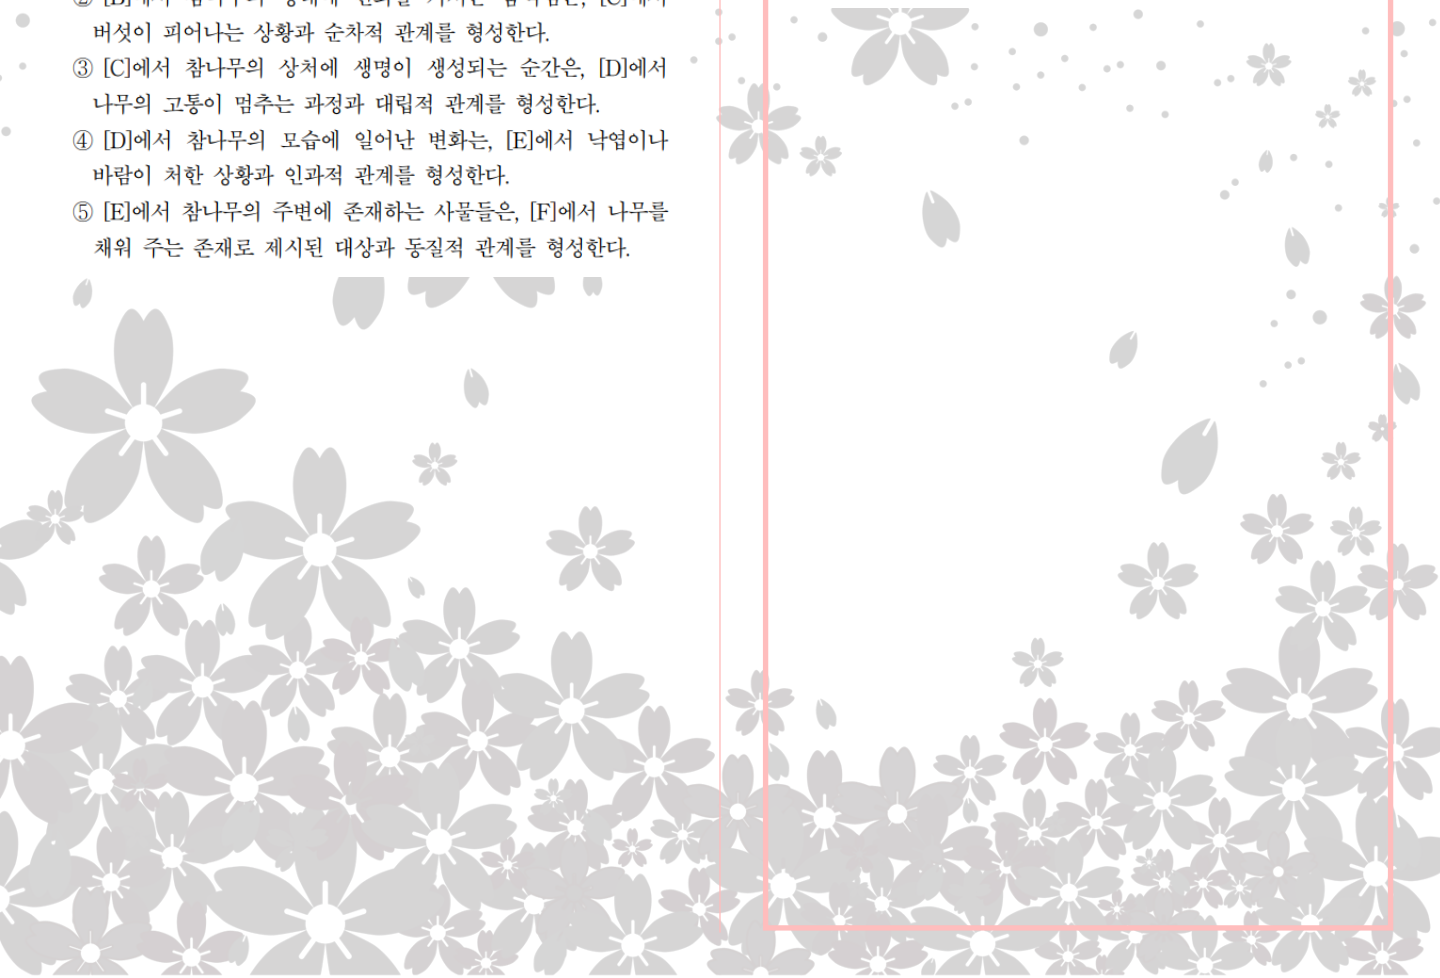 버섯이 피어나는 상황과 순차적 관계를 형성한다.
③ [C]에서 참나무의 상처에 생명이 생성되는 순간은, [D]에서
나무의 고통이 멈추는 과정과 대립적 관계를 형성한다.
④ [D]에서 참나무의 모습에 일어난 변화는, [E]에서 낙엽이나
바람이 처한 상황과 인과적 관계를 형성한다.
⑤ [E]에서 참나무의 주변에 존재하는 사물들은, [F]에서 나무를
채워 주는 존재로 제시된 대상과 동질적 관계를 형성한다.